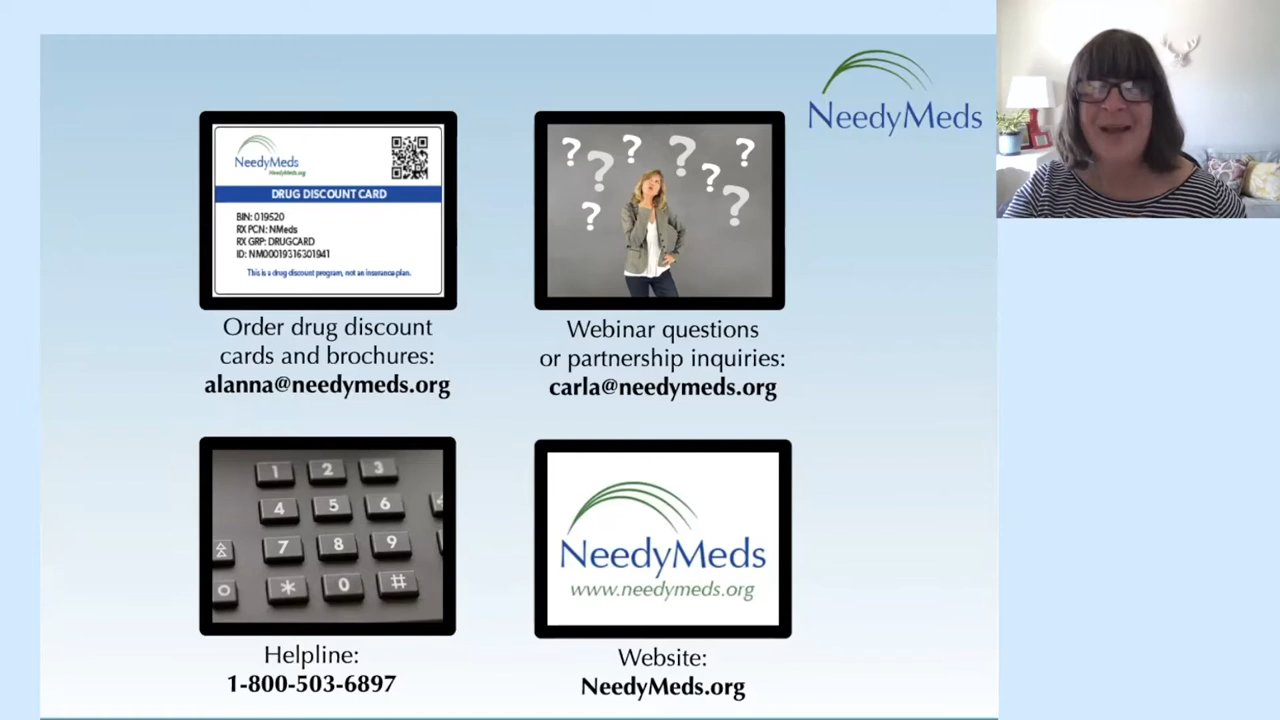 NeedyMeds
NeedyMeds
NeedyMeds.org
DRUG DISCOUNT CARD
BIN: 019520
RX PCN: NMeds
RX GRP: DRUGCARD
ID: NM00019316301941
This is a drug discount program, not an insurance plan.
Order drug discount
cards and brochures:
alanna@needymeds.org
? ? ? ? ? ? ? ?
Webinar questions
or partnership inquiries:
carla@needymeds.org
1 2 3
4 5 6
7 8 9
* 0 #
Helpline:
1-800-503-6897
NeedyMeds
www.needymeds.org
Website:
NeedyMeds.org